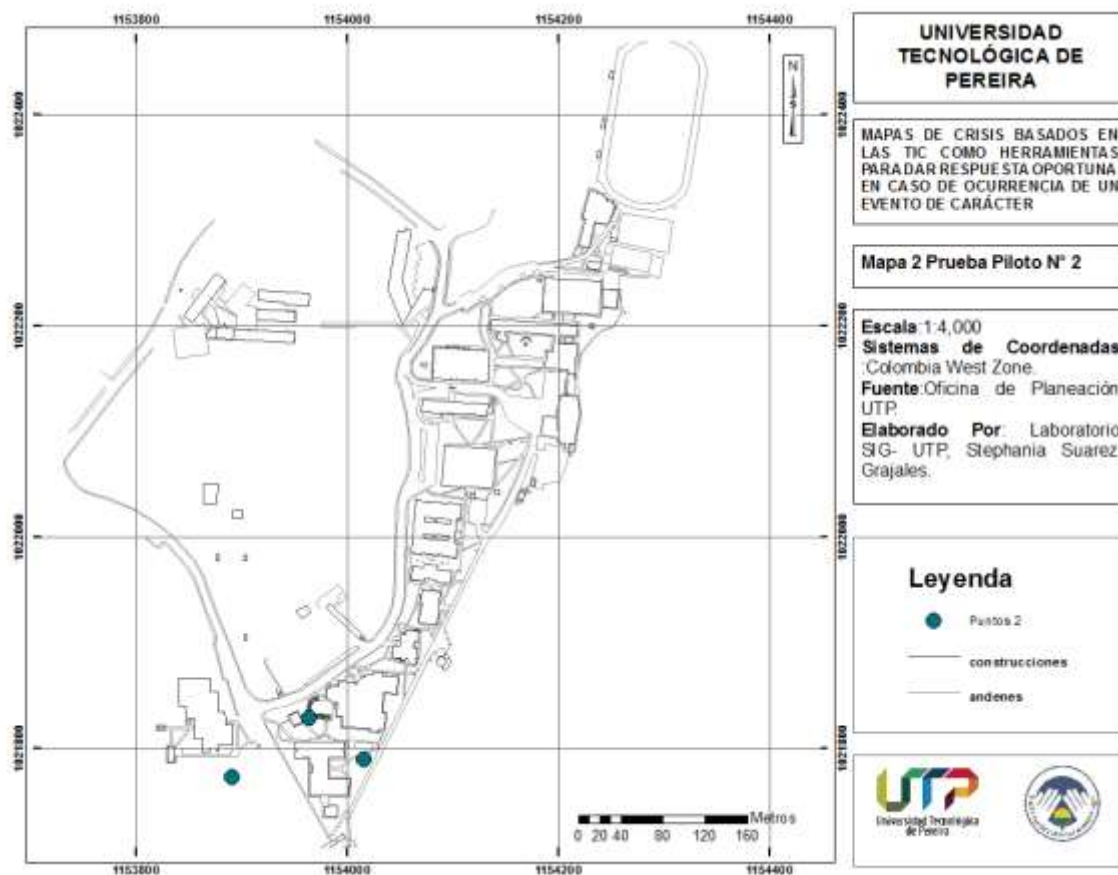 1153800 1154000 1154200 1154400
1022400
1022400
1022200
1022200
1022000
1022000
1021800
1021800
N
Metros
0 20 40 80 120 160
1153800 1154000 1154200 1154400
UNIVERSIDAD
TECNOLÓGICA DE
PEREIRA
MAPAS DE CRISIS BASADOS EN
LAS TIC COMO HERRAMIENTAS
PARA DAR RESPUESTA OPORTUNA
EN CASO DE OCURRENCIA DE UN
EVENTO DE CARÁCTER
Mapa 2 Prueba Piloto N° 2
Escala:1:4,000
Sistemas de Coordenadas
:Colombia West Zone.
Fuente:Oficina de Planeación
UTP.
Elaborado Por: Laboratorio
SIG- UTP, Stephania Suarez
Grajales.
Leyenda
Puntos 2
construcciones
andenes
UTP
Universidad Tecnológica
de Pereira